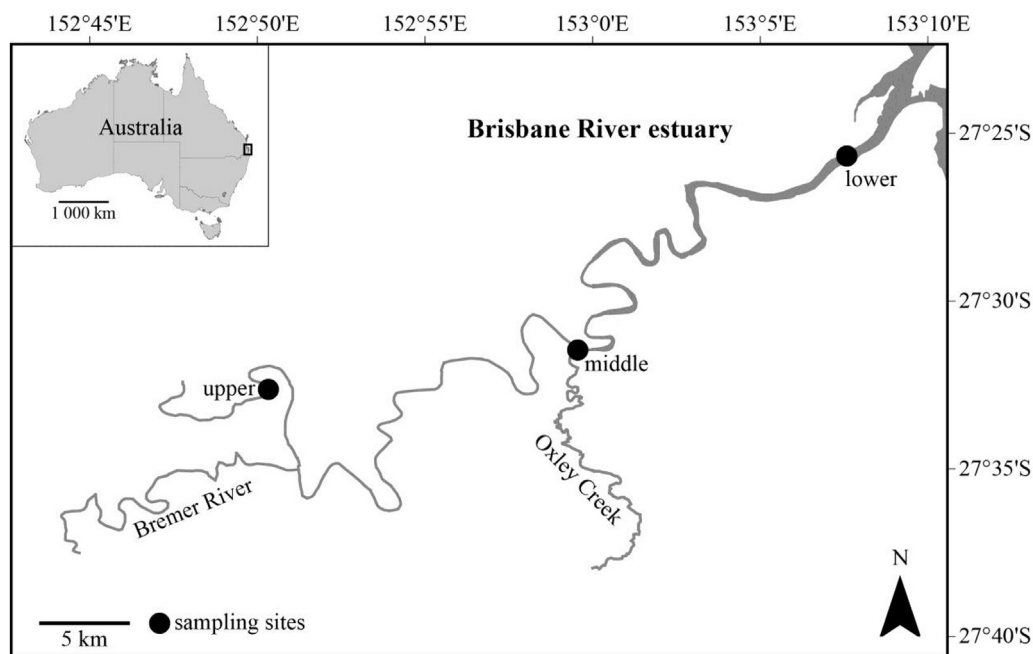 152°45'E 152°50'E 152°55'E 153°0'E 153°5'E 153°10'E
Australia
1 000 km
Brisbane River estuary
27°25'S
lower
27°30'S
middle
upper
Oxley Creek
27°35'S
Bremer River
N
5 km
sampling sites
27°40'S